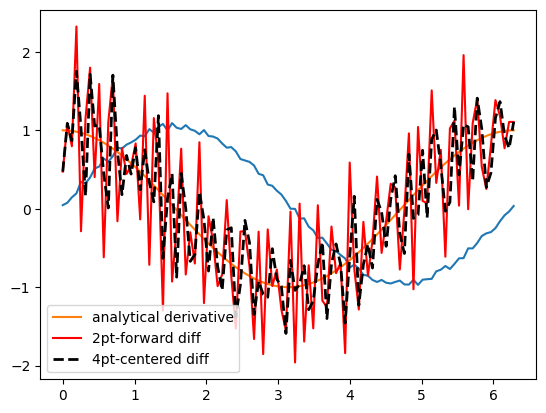 2
1
0
−1
−2
analytical derivative
2pt-forward diff
4pt-centered diff
0 1 2 3 4 5 6